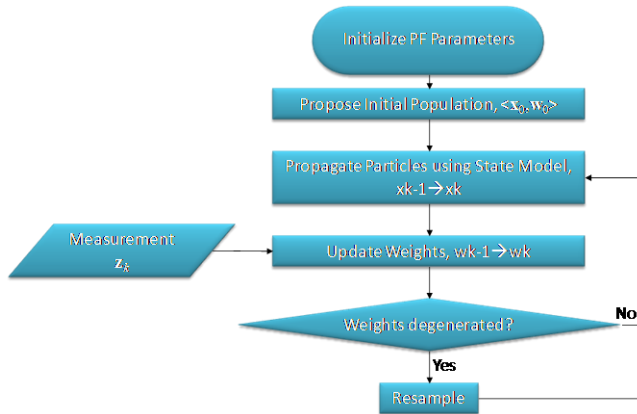 Initialize PF Parameters
Propose Initial Population, <x₀,w₀>
Propagate Particles using State Model,
xk-1→xk
Measurement
zₖ
Update Weights, wk-1→wk
Weights degenerated?
No
Yes
Resample